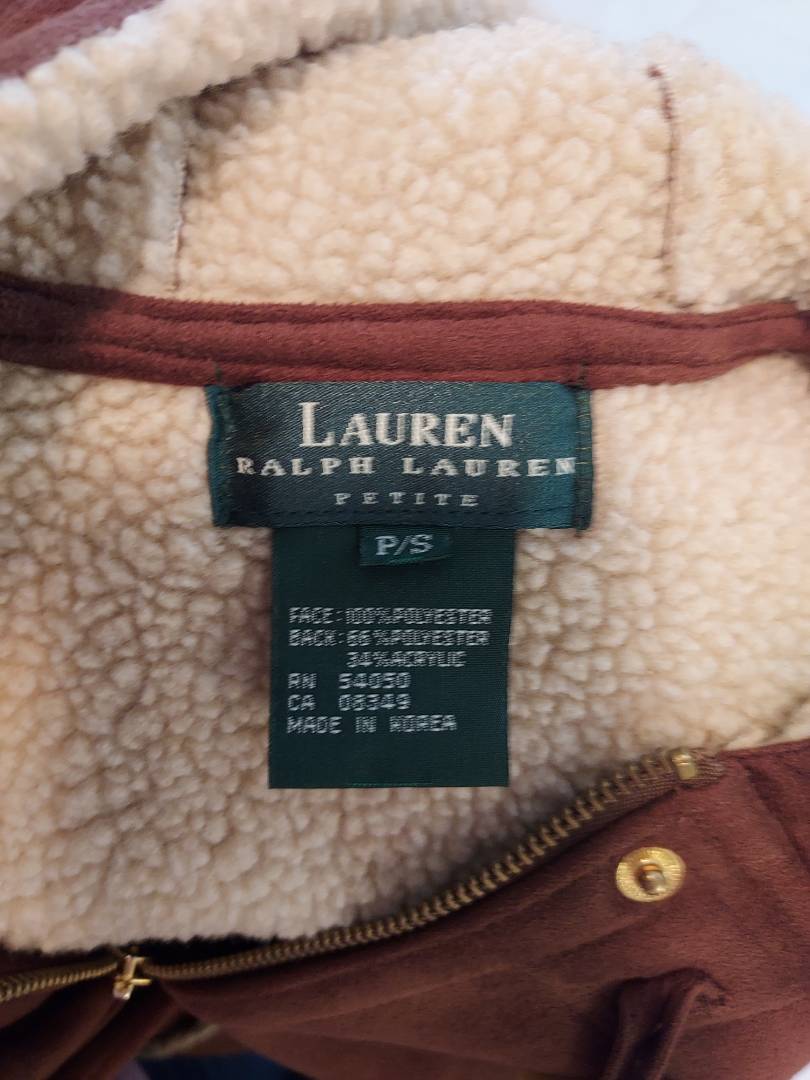 LAUREN
RALPH LAUREN
PETITE
P/S
FACE:100%POLYESTER
BACK:66%POLYESTER
34%ACRYLIC
RN 54050
CA 08349
MADE IN KOREA